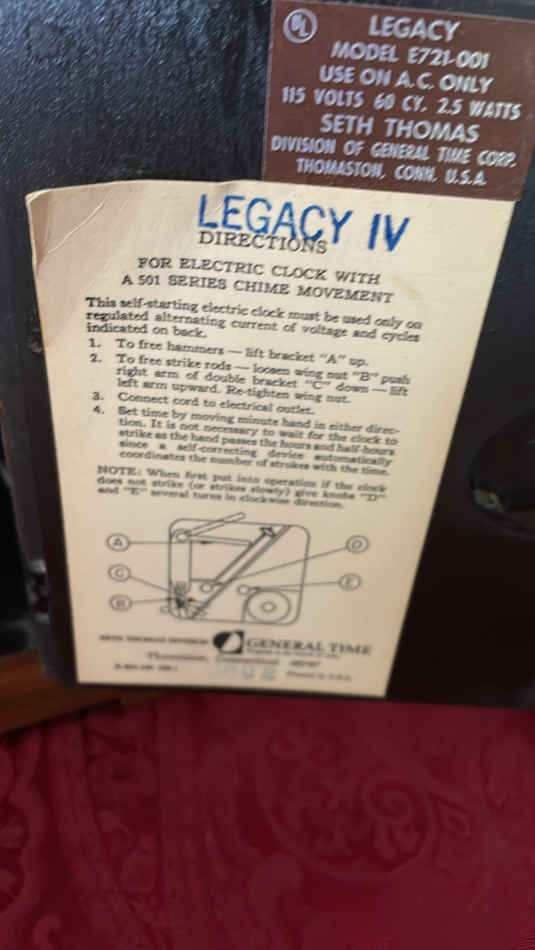 UL
LEGACY
MODEL E721-001
USE ON A.C. ONLY
115 VOLTS 60 CY. 2.5 WATTS
SETH THOMAS
DIVISION OF GENERAL TIME CORP.
THOMASTON, CONN. U.S.A.
LEGACY IV
DIRECTIONS
FOR ELECTRIC CLOCK WITH
A 501 SERIES CHIME MOVEMENT
This self-starting electric clock must be used only on
regulated alternating current of voltage and cycles
indicated on back.
1. To free hammers — lift bracket "A" up.
2. To free strike rods — loosen wing nut "B" push
right arm of double bracket "C" down — lift
left arm upward. Re-tighten wing nut.
3. Connect cord to electrical outlet.
4. Set time by moving minute hand in either direc-
tion. It is not necessary to wait for the clock to
strike as the hand passes the hours and half-hours
since a self-correcting device automatically
coordinates the number of strokes with the time.
NOTE: When first put into operation if the clock
does not strike (or strikes slowly) give knobs "D"
and "E" several turns in clockwise direction.
A
D
C
E
B
SETH THOMAS DIVISION GENERAL TIME
Thomaston, Connecticut
Printed in U.S.A.